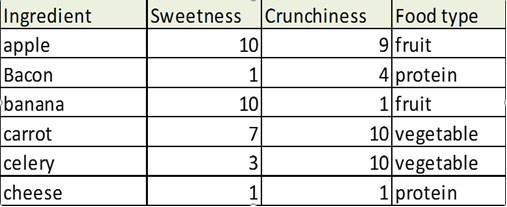 Ingredient Sweetness Crunchiness Food type
apple 10 9 fruit
Bacon 1 4 protein
banana 10 1 fruit
carrot 7 10 vegetable
celery 3 10 vegetable
cheese 1 1 protein